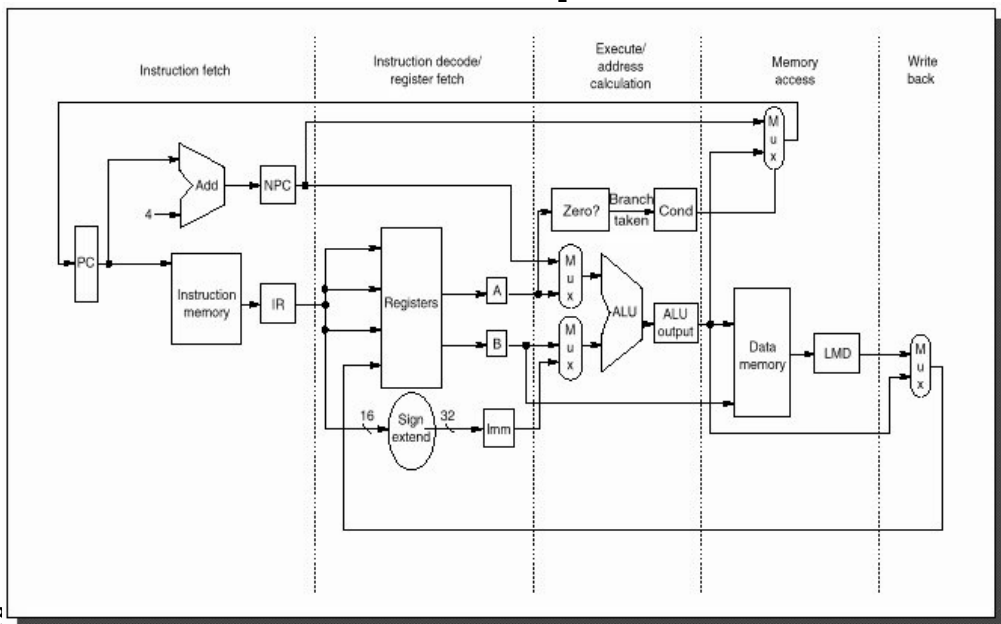 Instruction fetch
Instruction decode/
register fetch
Execute/
address
calculation
Memory
access
Write
back
M
u
x
Add
NPC
4
Zero?
Branch
taken
Cond
PC
Instruction
memory
IR
Registers
A
B
M
u
x
M
u
x
ALU
ALU
output
Data
memory
LMD
M
u
x
16
Sign
extend
32
Imm